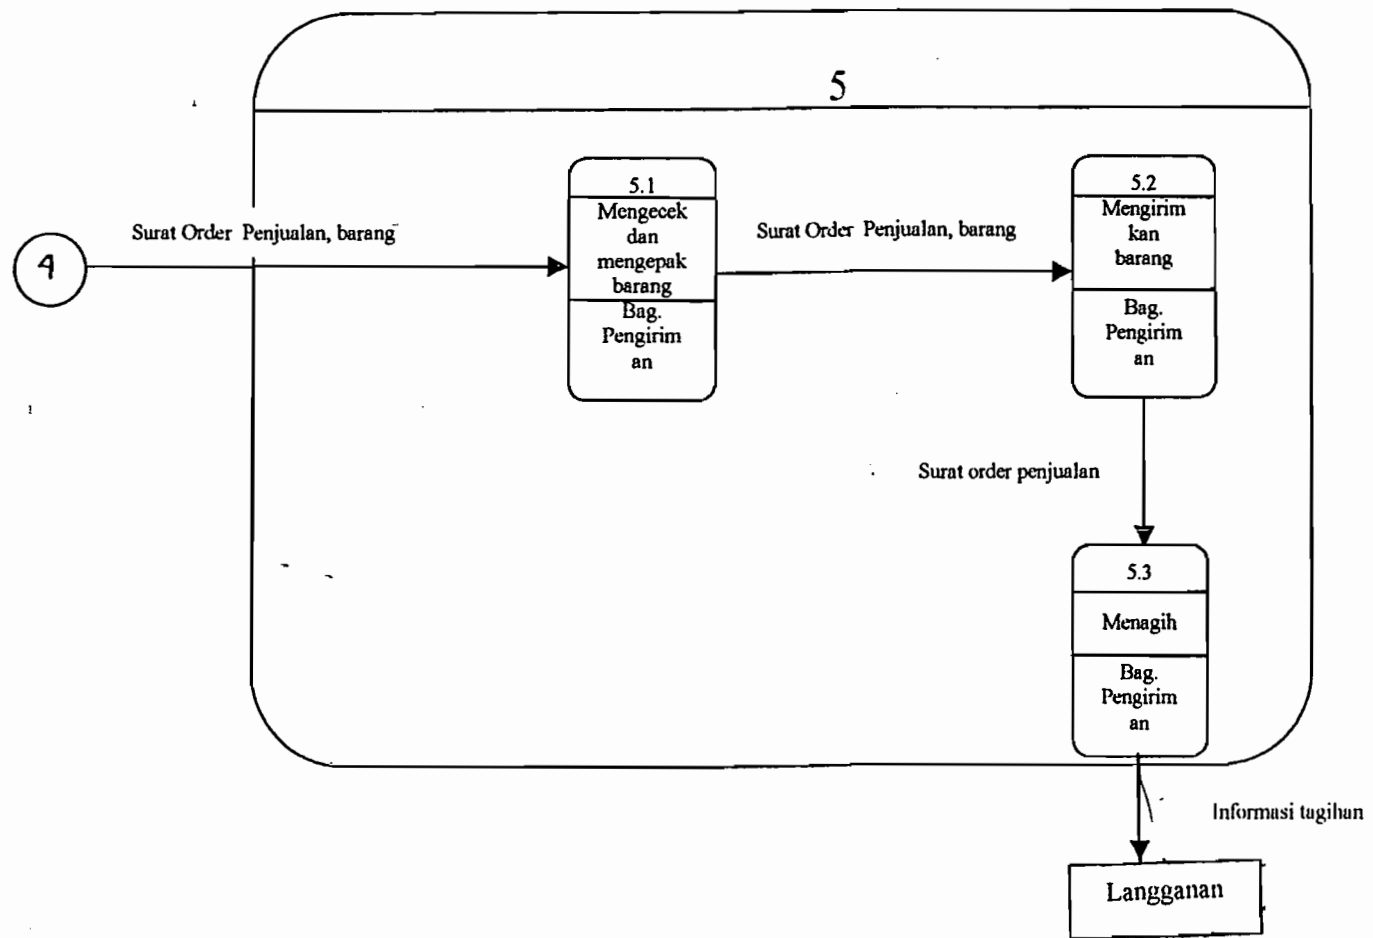 5
5.1
Mengecek
dan
mengepak
barang
Bag.
Pengirim
an
5.2
Mengirim
kan
barang
Bag.
Pengirim
an
4
Surat Order Penjualan, barang
Surat Order Penjualan, barang
Surat order penjualan
5.3
Menagih
Bag.
Pengirim
an
Informasi tagihan
Langganan